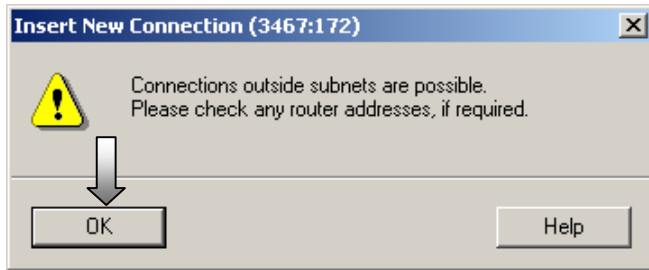 Insert New Connection (3467:172)
Connections outside subnets are possible.
Please check any router addresses, if required.
OK
Help